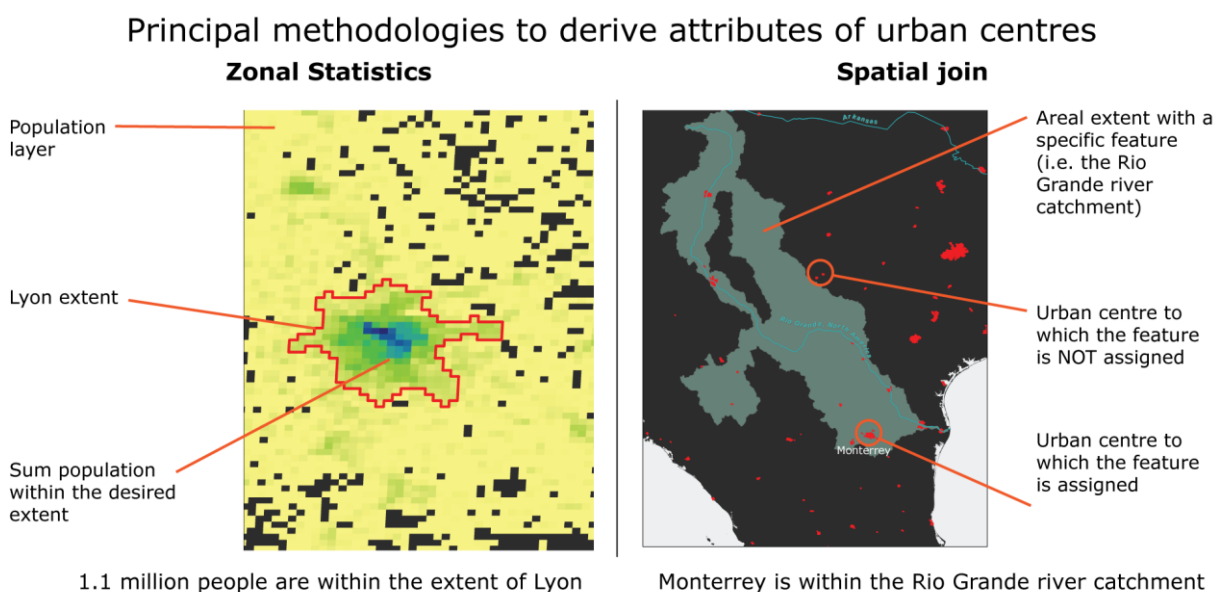 Principal methodologies to derive attributes of urban centres
Zonal Statistics
Population
layer
Lyon extent
Sum population
within the desired
extent
1.1 million people are within the extent of Lyon
Spatial join
Arkansas
Monterrey
Areal extent with a
specific feature
(i.e. the Rio
Grande river
catchment)
Urban centre to
which the feature
is NOT assigned
Urban centre to
which the feature
is assigned
Monterrey is within the Rio Grande river catchment